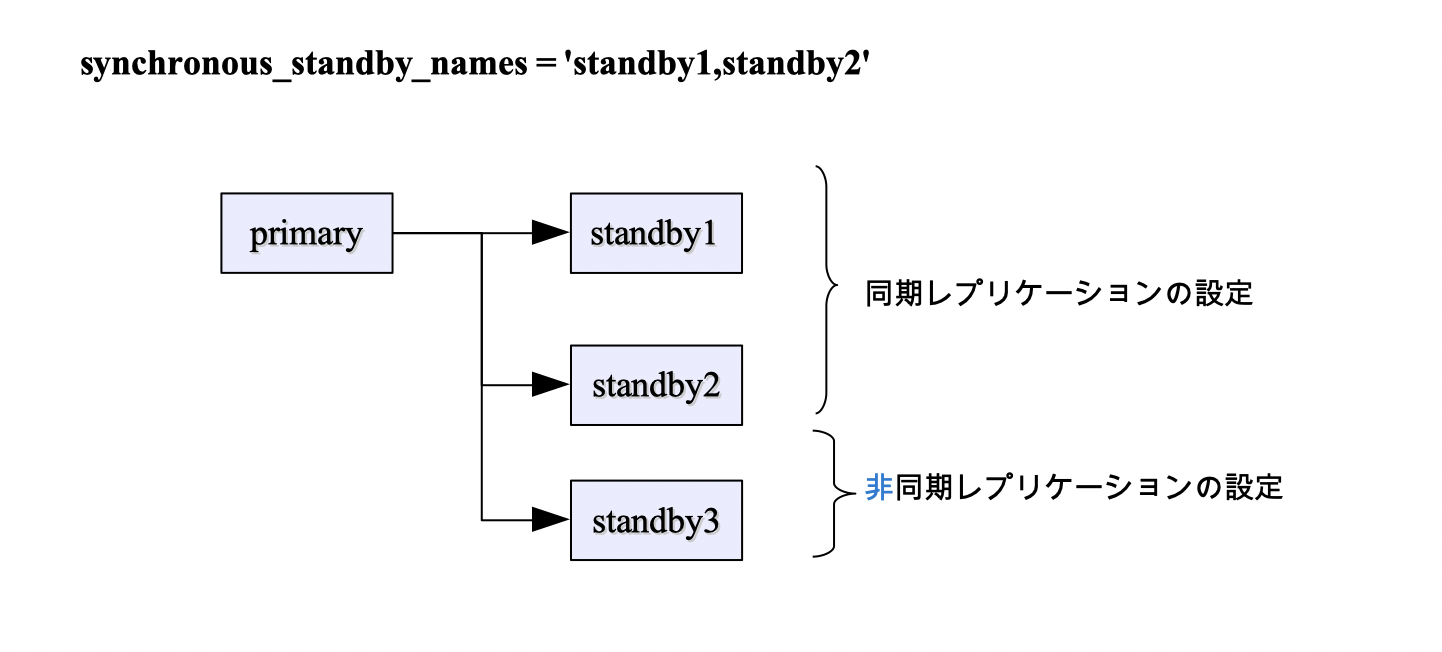 synchronous_standby_names = 'standby1,standby2'
primary
standby1
同期レプリケーションの設定
standby2
非同期レプリケーションの設定
standby3